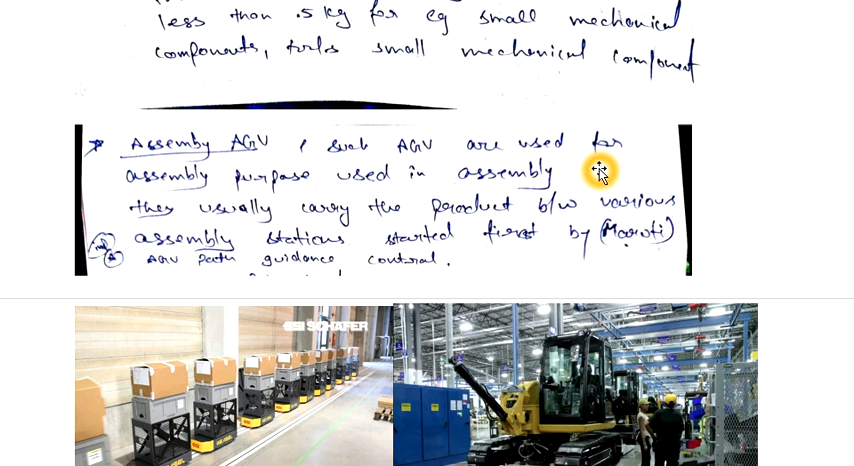 less than .5 kg for eg small mechanical
components, tools small mechanical component
Assemby AGV : Such AGV are used for
assembly purpose used in assembly
they usually carry the product b/w various
assembly stations started first by (Maruti)
AGV Path guidance control.
SSI SCHAFER